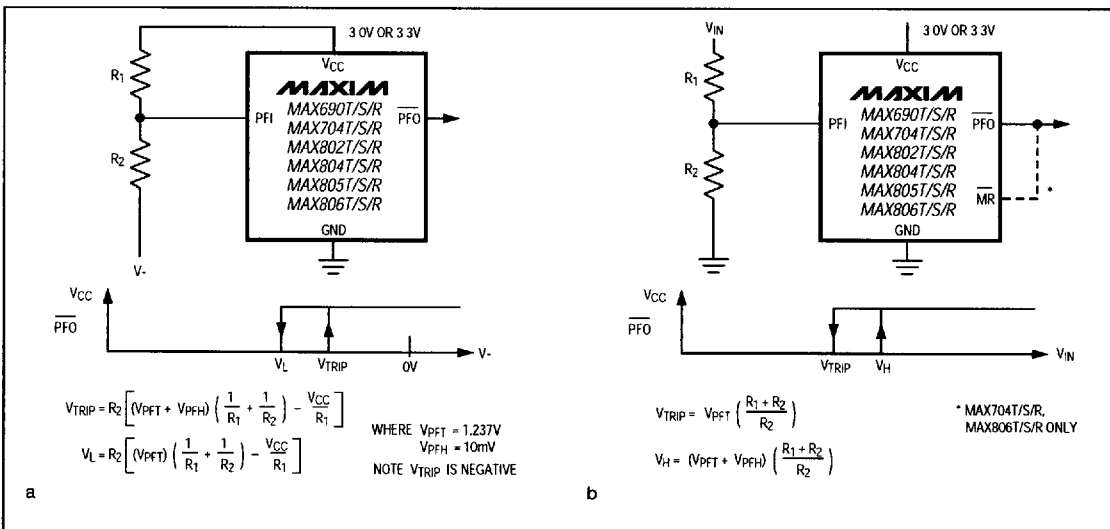 3.0V OR 3.3V
VCC
R1
R2
PFI
MAXIM
MAX690T/S/R
MAX704T/S/R
MAX802T/S/R
MAX804T/S/R
MAX805T/S/R
MAX806T/S/R
PFO
GND
V-
VCC
PFO
VL
VTRIP
0V
V-
VTRIP = R2 [(VPFT + VPFH) (1/R1 + 1/R2) – VCC/R1]
VL = R2 [(VPFT) (1/R1 + 1/R2) – VCC/R1]
WHERE VPFT = 1.237V
VPFH = 10mV
NOTE VTRIP IS NEGATIVE
a
VIN
3.0V OR 3.3V
VCC
R1
R2
PFI
MAXIM
MAX690T/S/R
MAX704T/S/R
MAX802T/S/R
MAX804T/S/R
MAX805T/S/R
MAX806T/S/R
PFO
MR
*
GND
VCC
PFO
VTRIP
VH
VIN
VTRIP = VPFT (R1 + R2/R2)
VH = (VPFT + VPFH) (R1 + R2/R2)
* MAX704T/S/R,
MAX806T/S/R ONLY
b